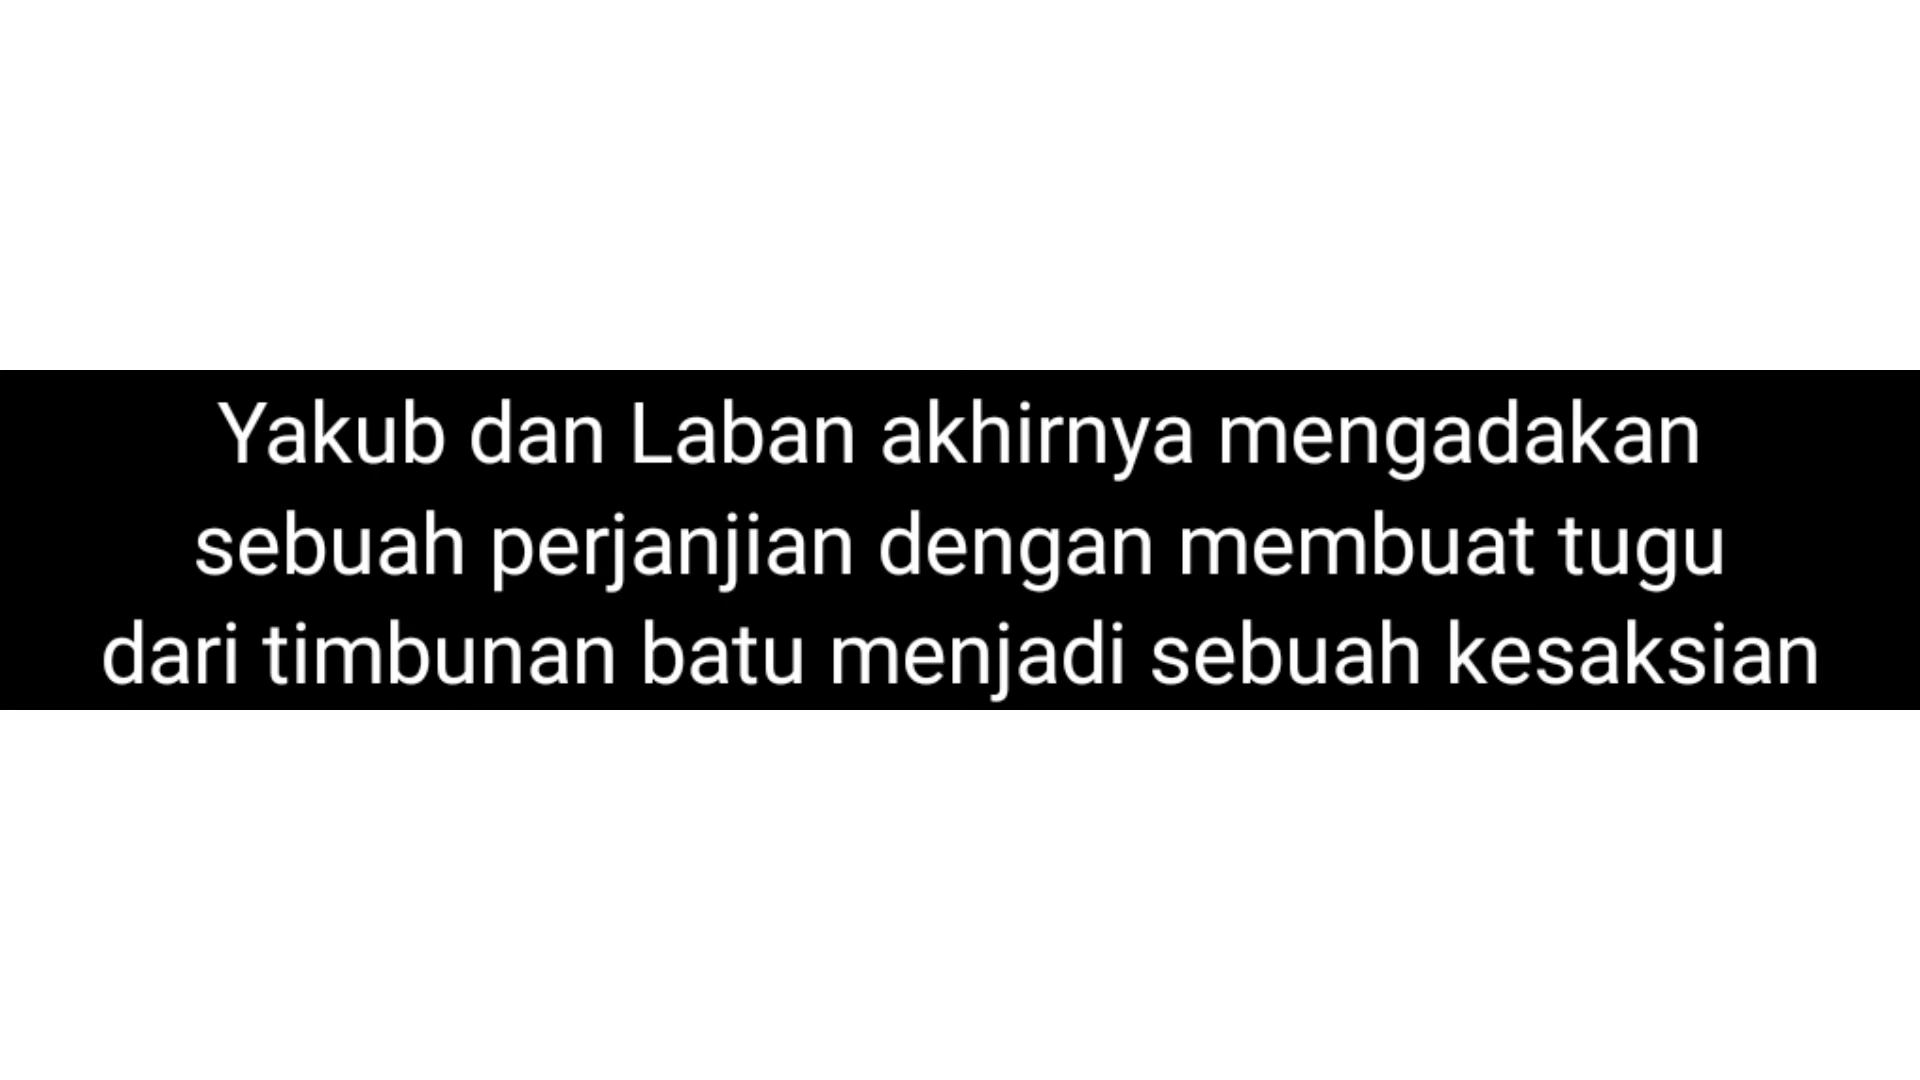 Yakub dan Laban akhirnya mengadakan
sebuah perjanjian dengan membuat tugu
dari timbunan batu menjadi sebuah kesaksian